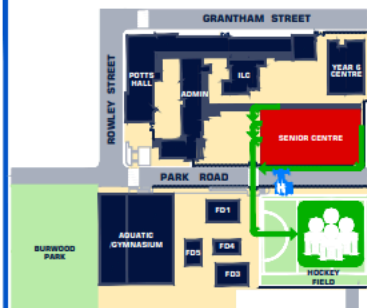 GRANTHAM STREET
ROWLEY STREET
POTTS
HALL
ADMIN
ILC
YEAR 6
CENTRE
SENIOR CENTRE
PARK ROAD
BURWOOD
PARK
AQUATIC
/GYMNASIUM
FD1
FD4
FD5
FD3
HOCKEY
FIELD